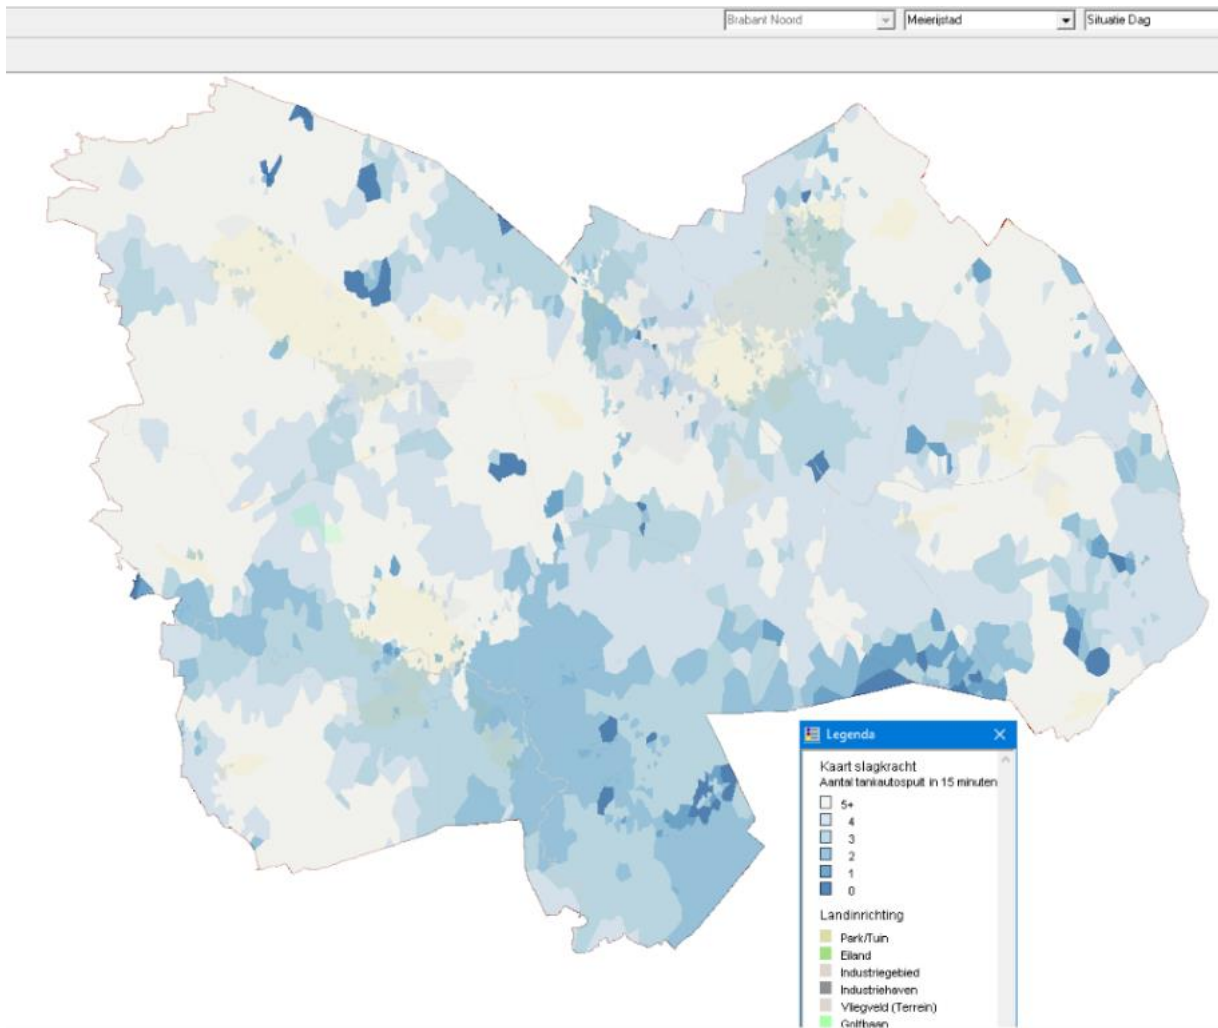 Brabant Noord Meierijstad Situatie Dag
Legenda
Kaart slagkracht
Aantal tankautospuit in 15 minuten
5+
4
3
2
1
0
Landinrichting
Park/Tuin
Eiland
Industriegebied
Industriehaven
Vliegveld (Terrein)
Golfbaan